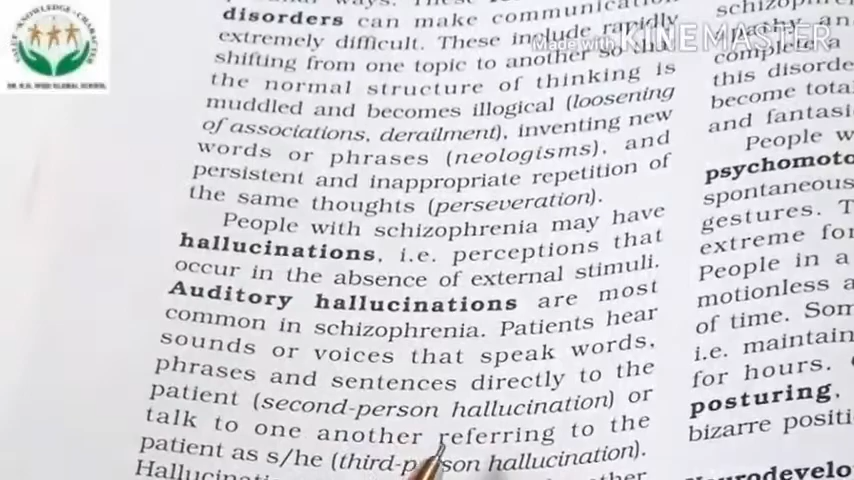 disorders can make communication
extremely difficult. These include rapidly
shifting from one topic to another so that
the normal structure of thinking is
muddled and becomes illogical (loosening
of associations, derailment), inventing new
words or phrases (neologisms), and
persistent and inappropriate repetition of
the same thoughts (perseveration).
People with schizophrenia may have
hallucinations, i.e. perceptions that
occur in the absence of external stimuli.
Auditory hallucinations are most
common in schizophrenia. Patients hear
sounds or voices that speak words,
phrases and sentences directly to the
patient (second-person hallucination) or
talk to one another referring to the
patient as s/he (third-person hallucination).
complete a
this disorde
become tota
and fantasi
People w
psychomoto
spontaneous
gestures. T
extreme for
People in a
motionless a
of time. Som
i.e. maintain
for hours.
posturing,
bizarre positi
Neurodevelo
Made with KINEMASTER